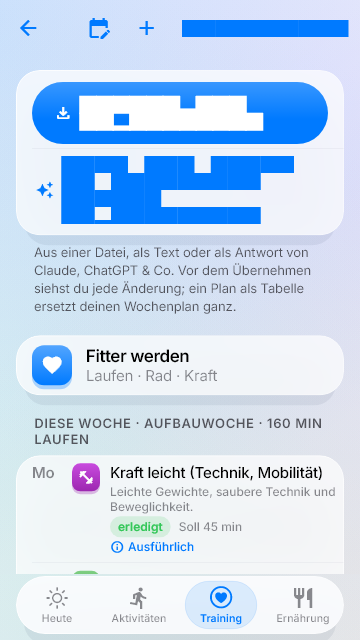 Aus einer Datei, als Text oder als Antwort von
Claude, ChatGPT & Co. Vor dem Übernehmen
siehst du jede Änderung; ein Plan als Tabelle
ersetzt deinen Wochenplan ganz.
Fitter werden
Laufen · Rad · Kraft
DIESE WOCHE · AUFBAUWOCHE · 160 MIN
LAUFEN
Mo
Kraft leicht (Technik, Mobilität)
Leichte Gewichte, saubere Technik und
Beweglichkeit.
erledigt Soll 45 min
Ausführlich
Heute Aktivitäten Training Ernährung